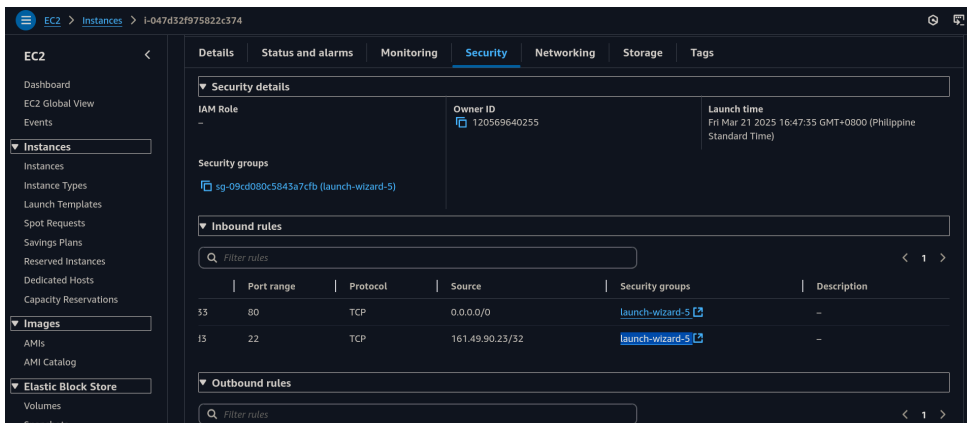 EC2 > Instances > i-047d32f975822c374
EC2
Dashboard
EC2 Global View
Events
Instances
Instances
Instance Types
Launch Templates
Spot Requests
Savings Plans
Reserved Instances
Dedicated Hosts
Capacity Reservations
Images
AMIs
AMI Catalog
Elastic Block Store
Volumes
Details Status and alarms Monitoring Security Networking Storage Tags
Security details
IAM Role
–
Owner ID
120569640255
Launch time
Fri Mar 21 2025 16:47:35 GMT+0800 (Philippine
Standard Time)
Security groups
sg-09cd080c5843a7cfb (launch-wizard-5)
Inbound rules
Filter rules
1
Port range Protocol Source Security groups Description
33 80 TCP 0.0.0.0/0 launch-wizard-5 –
22 TCP 161.49.90.23/32 launch-wizard-5 –
Outbound rules
Filter rules
1